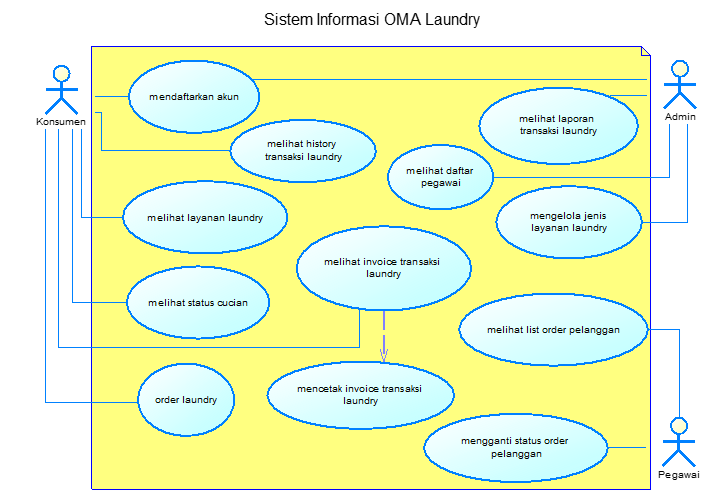 Sistem Informasi OMA Laundry
mendaftarkan akun
Konsumen
Admin
melihat laporan
transaksi laundry
melihat history
transaksi laundry
melihat daftar
pegawai
melihat layanan laundry
mengelola jenis
layanan laundry
melihat invoice transaksi
laundry
melihat status cucian
melihat list order pelanggan
order laundry
mencetak invoice transaksi
laundry
mengganti status order
pelanggan
Pegawai